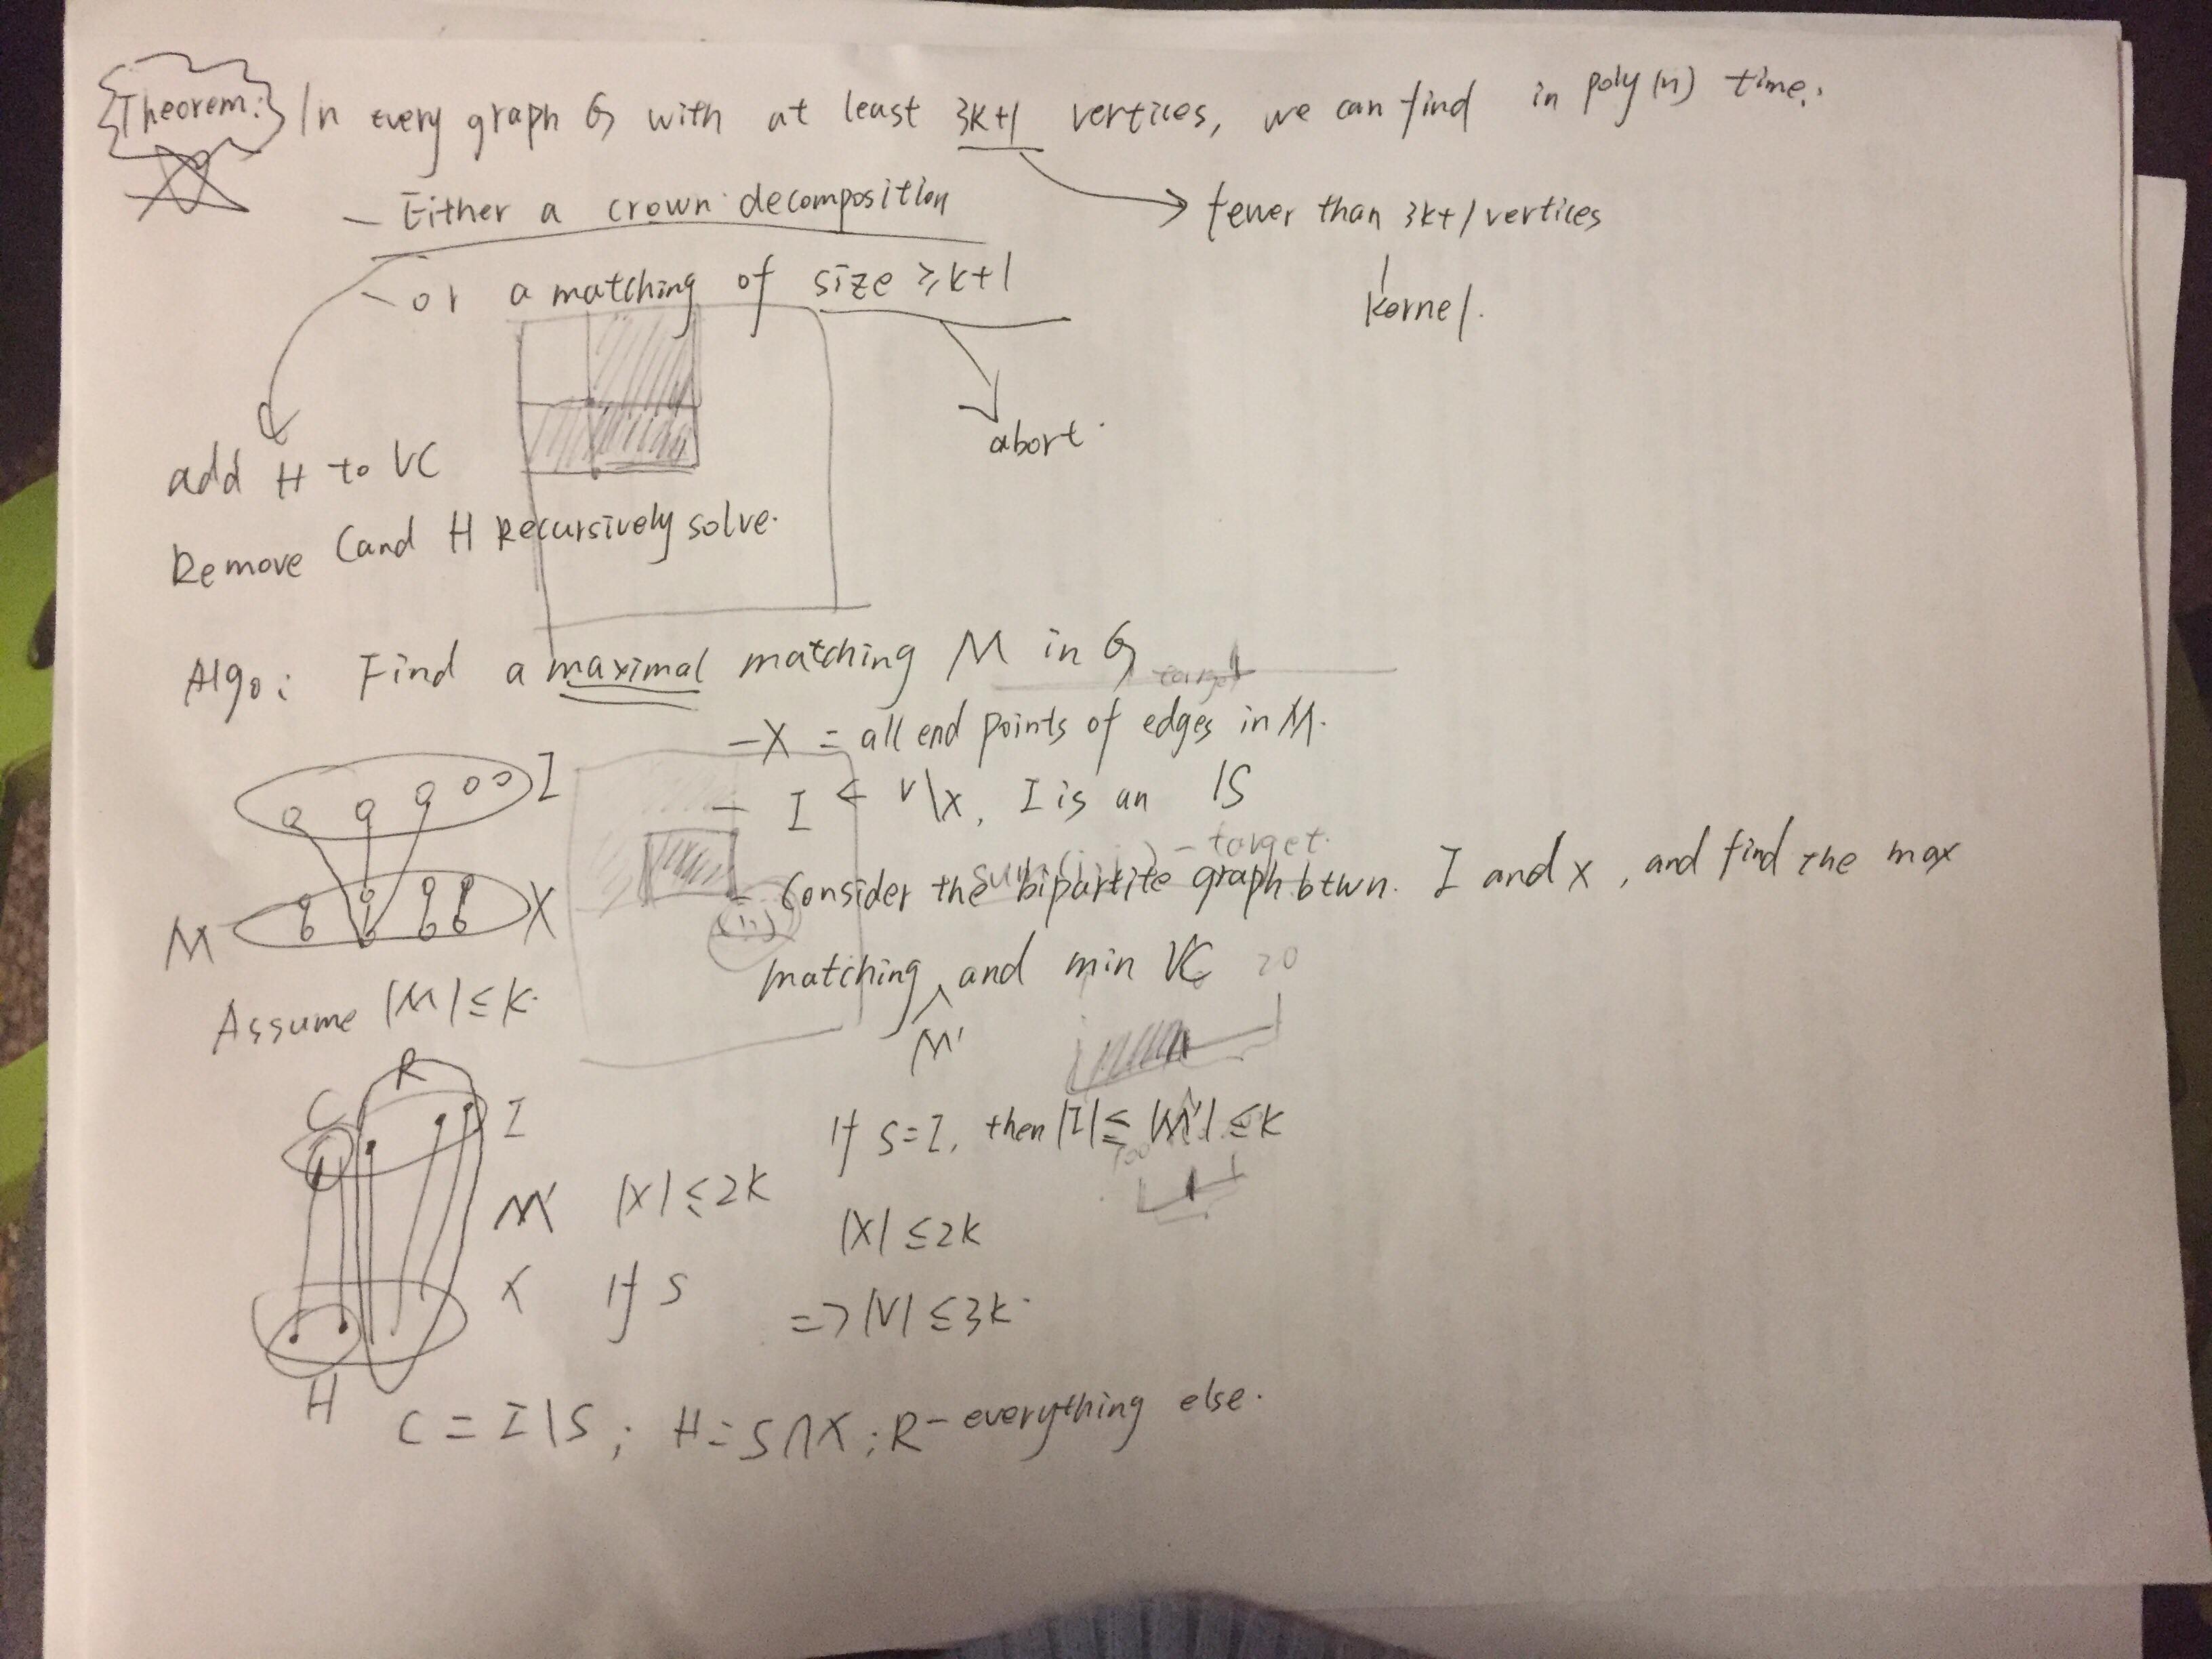 Theorem: In every graph G with at least 3k+1 vertices, we can find in poly(n) time:
- Either a crown decomposition
→ fewer than 3k+1 vertices
- or a matching of size ≥ k+1
kernel.
abort.
add H to VC
Remove C and H Recursively solve.
Algo: Find a maximal matching M in G
target
- X = all end points of edges in M.
I
- I ← V\X, I is an IS
- target.
- Consider the bipartite graph btwn. I and X, and find the max
M X
(i,j)
matching and min VC
M'
20
Assume |M| ≤ k.
R
C
I
If S=I, then |I| ≤ |M'| ≤ k
M' |X| ≤ 2k
|X| ≤ 2k
X If S
=> |V| ≤ 3k.
H
C = I\S ; H = S∩X ; R - everything else.